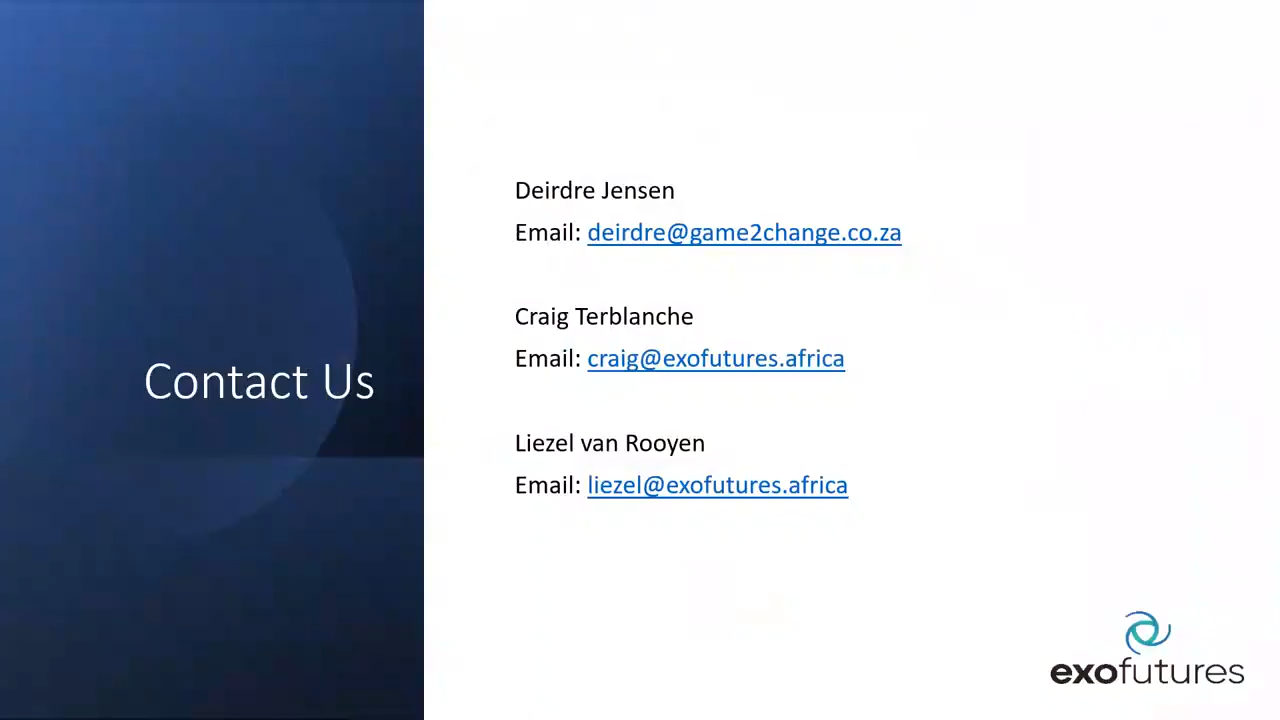 Contact Us
Deirdre Jensen
Email: deirdre@game2change.co.za
Craig Terblanche
Email: craig@exofutures.africa
Liezel van Rooyen
Email: liezel@exofutures.africa
exofutures